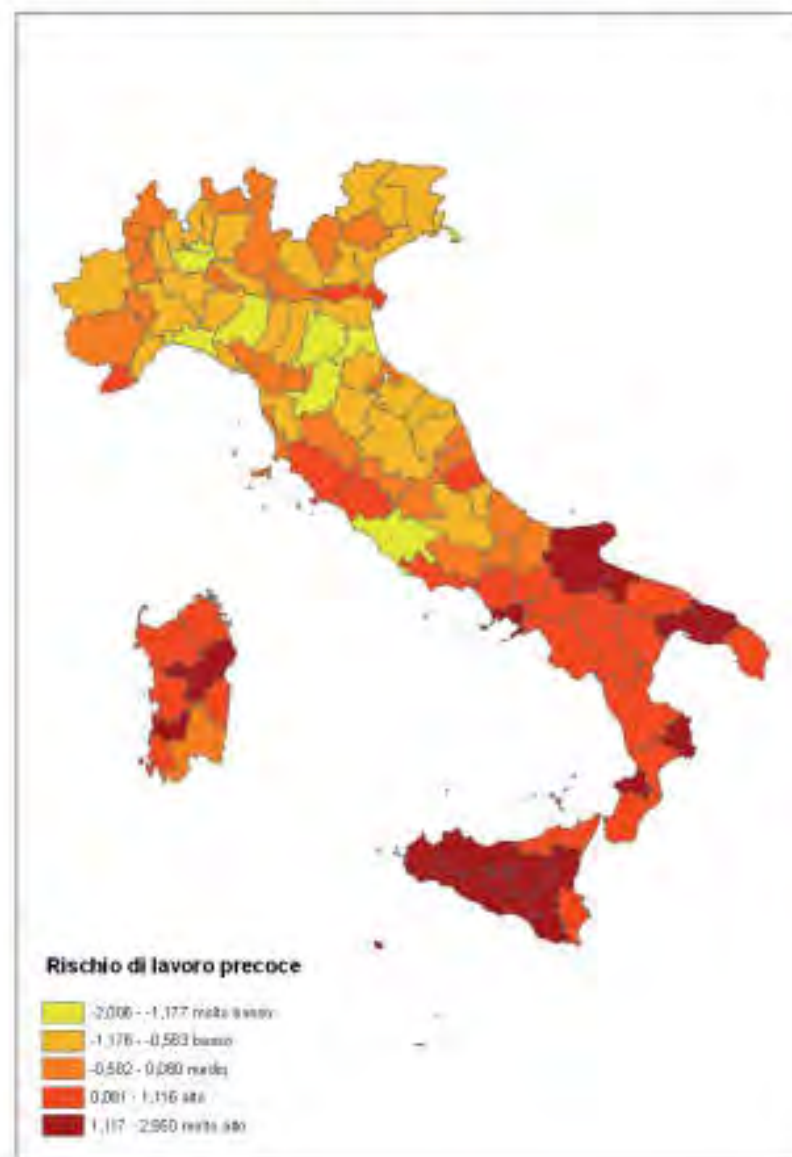 Rischio di lavoro precoce
-2,006 - -1,177 molto basso
-1,176 - -0,583 basso
-0,582 - 0,080 medio
0,081 - 1,116 alto
1,117 - 2,950 molto alto